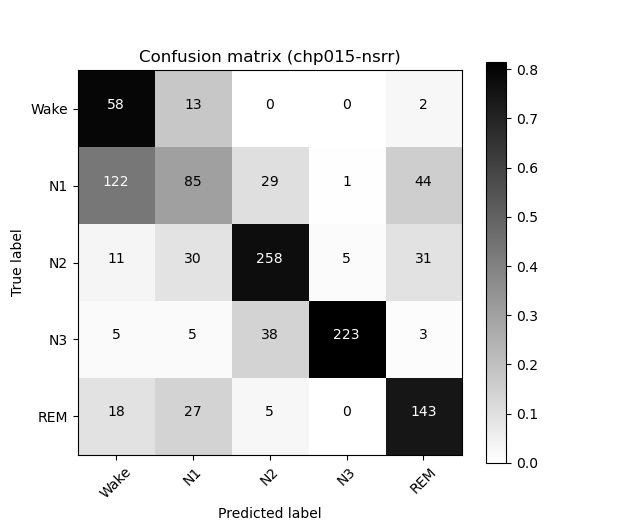 Confusion matrix (chp015-nsrr)
True label
Wake 58 13 0 0 2
N1 122 85 29 1 44
N2 11 30 258 5 31
N3 5 5 38 223 3
REM 18 27 5 0 143
Wake N1 N2 N3 REM
Predicted label
0.8
0.7
0.6
0.5
0.4
0.3
0.2
0.1
0.0